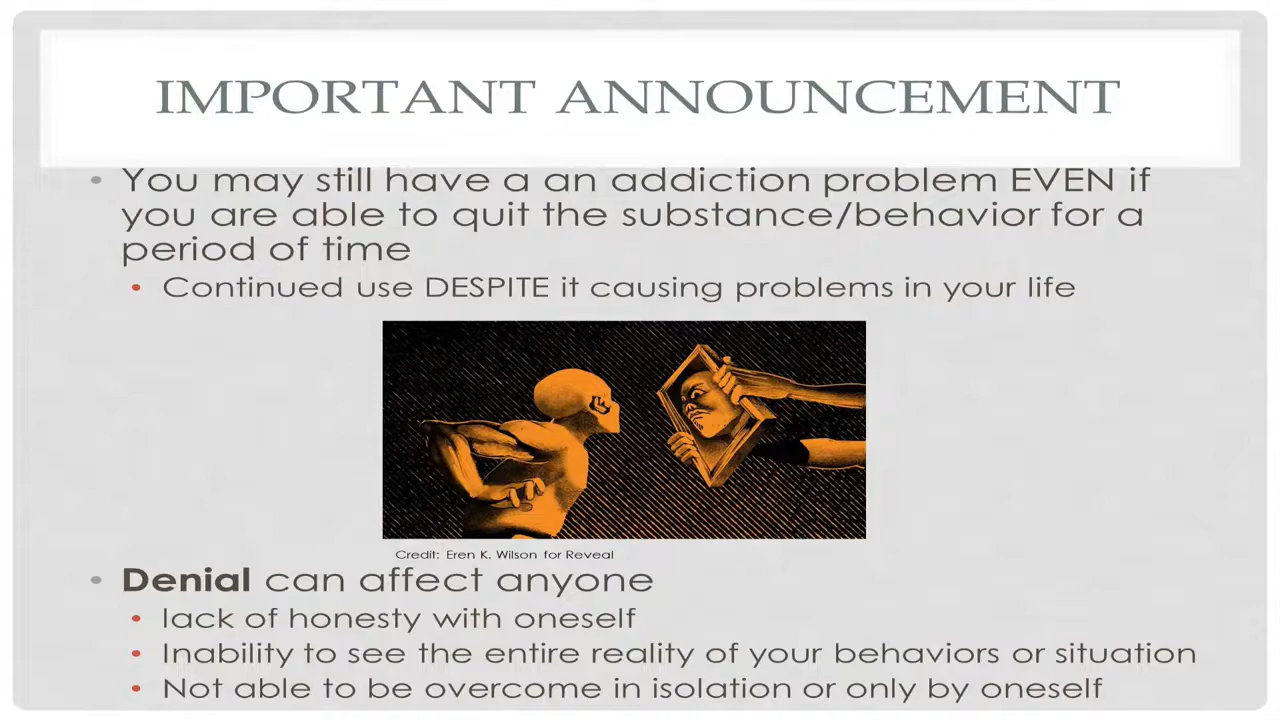 IMPORTANT ANNOUNCEMENT
• You may still have a an addiction problem EVEN if
you are able to quit the substance/behavior for a
period of time
• Continued use DESPITE it causing problems in your life
Credit: Eren K. Wilson for Reveal
• Denial can affect anyone
• lack of honesty with oneself
• Inability to see the entire reality of your behaviors or situation
• Not able to be overcome in isolation or only by oneself